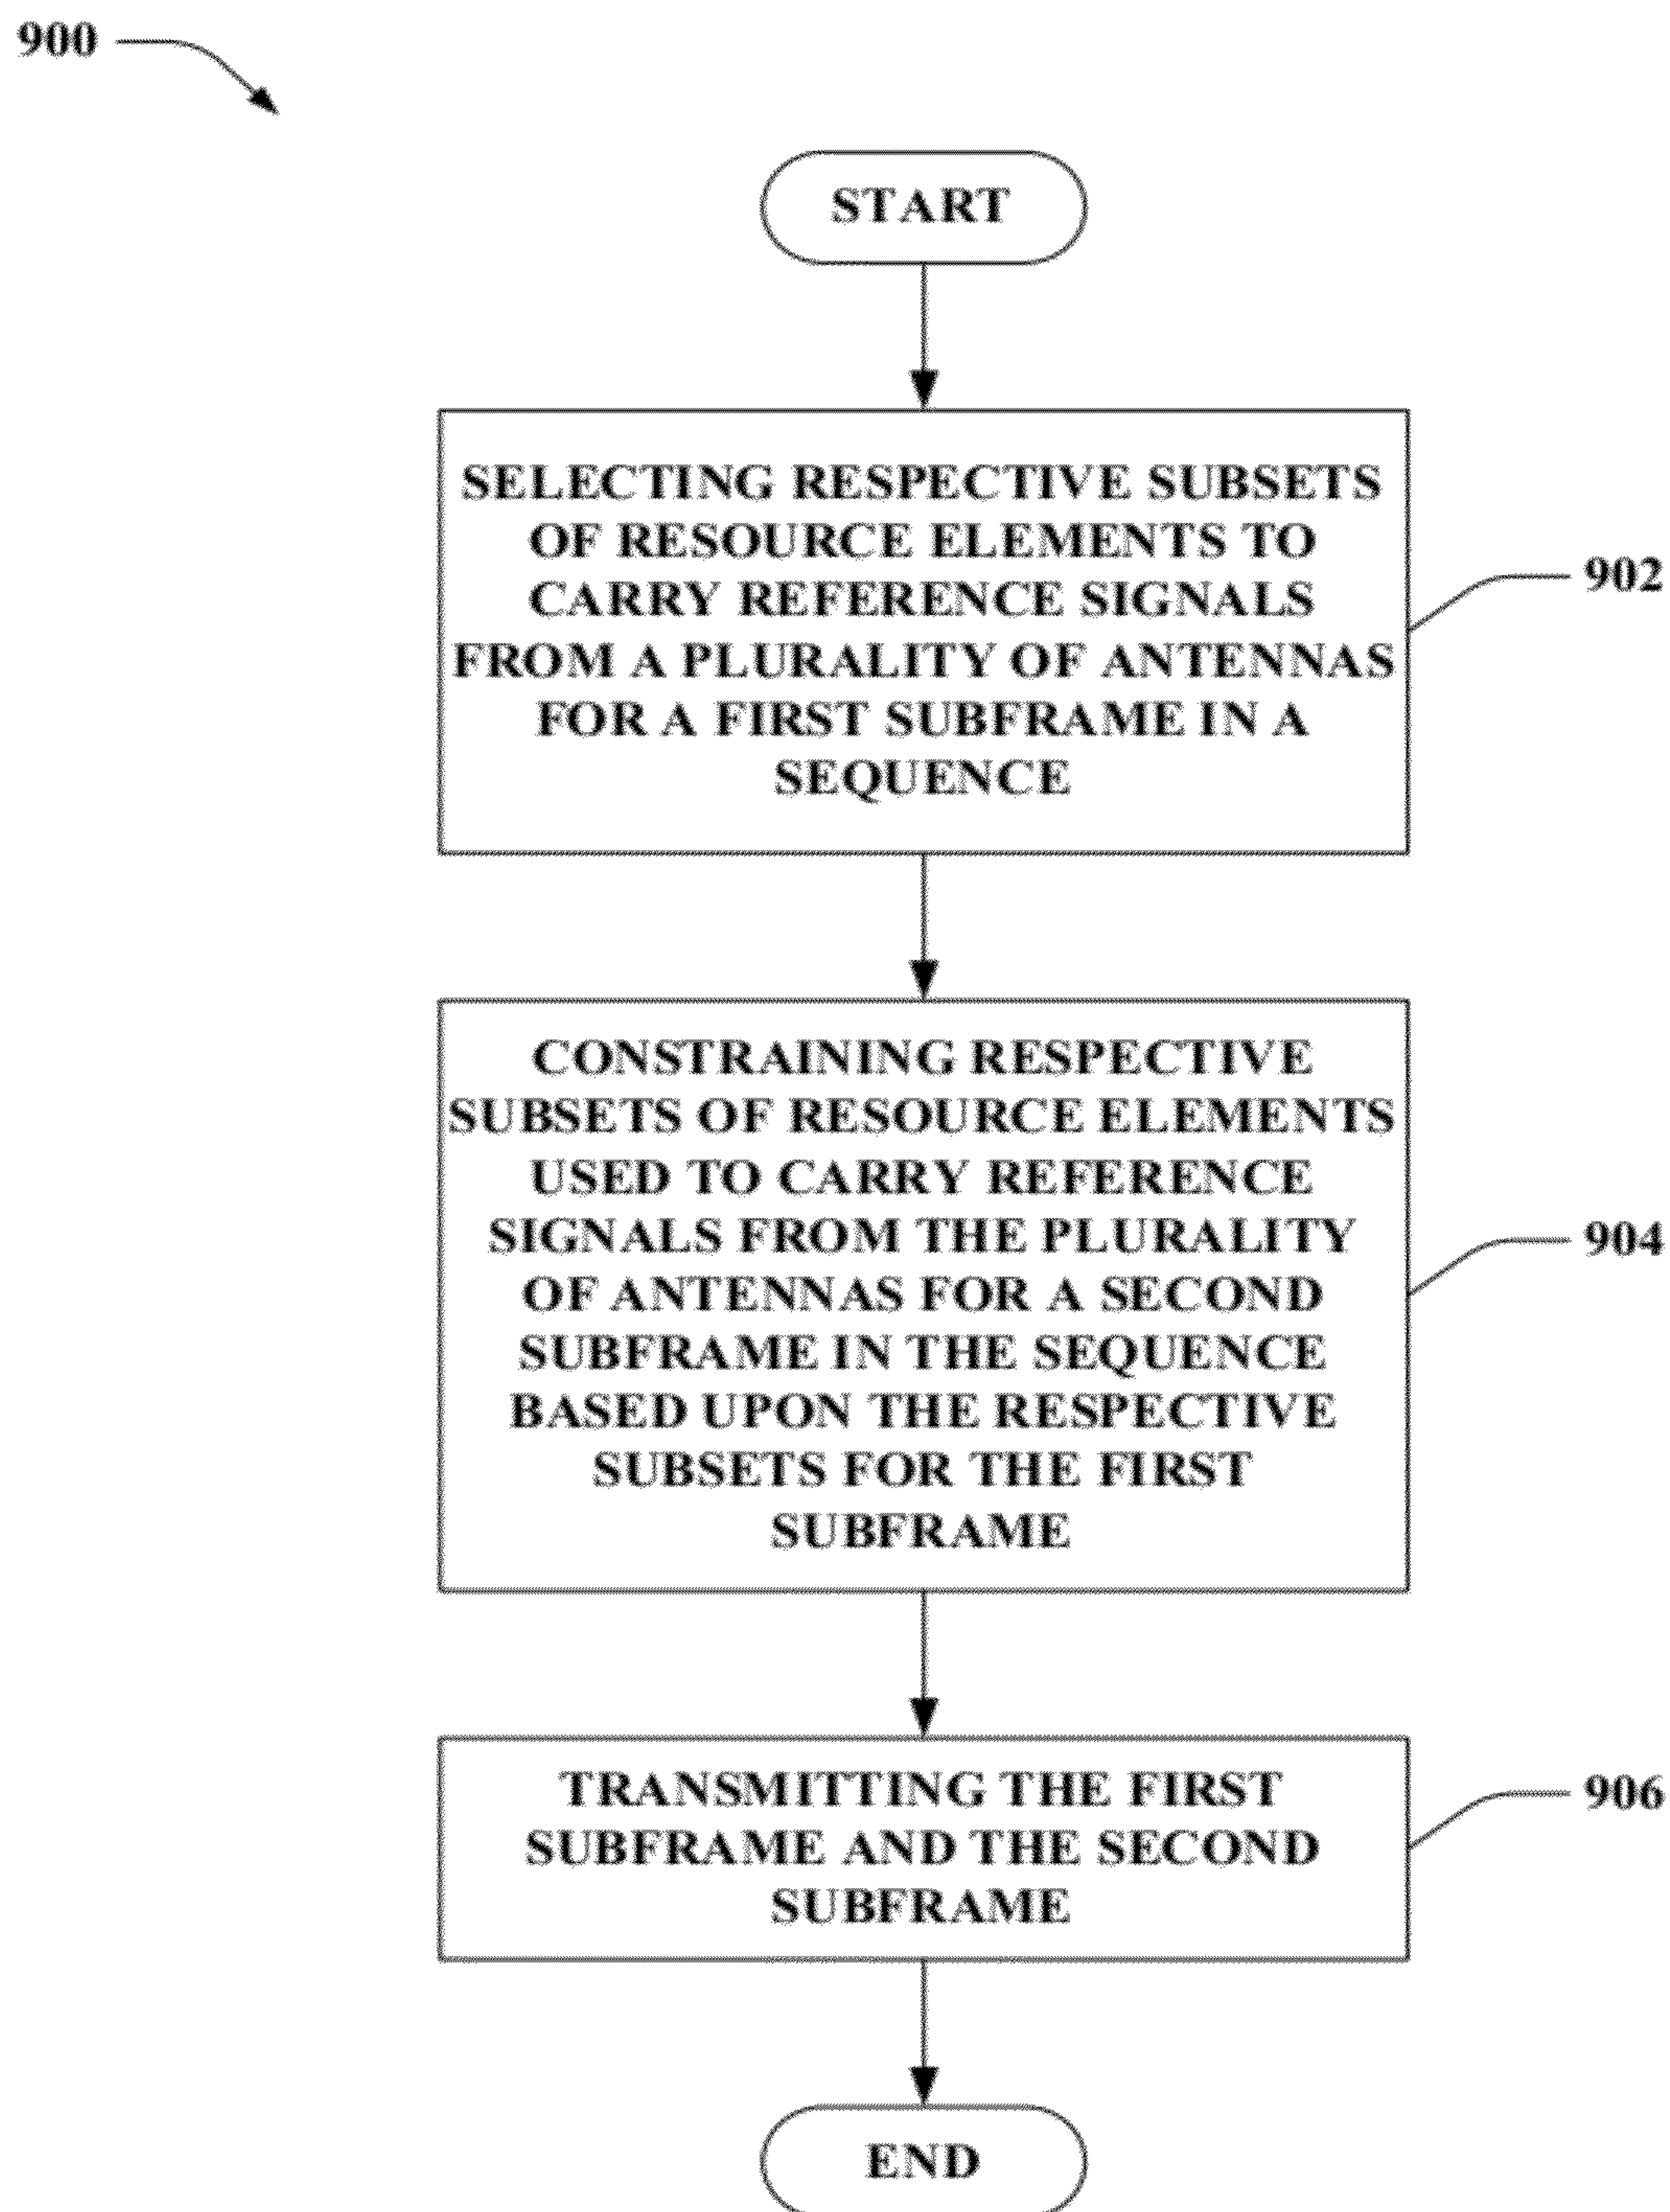 900
START
SELECTING RESPECTIVE SUBSETS
OF RESOURCE ELEMENTS TO
CARRY REFERENCE SIGNALS
FROM A PLURALITY OF ANTENNAS
FOR A FIRST SUBFRAME IN A
SEQUENCE
902
CONSTRAINING RESPECTIVE
SUBSETS OF RESOURCE ELEMENTS
USED TO CARRY REFERENCE
SIGNALS FROM THE PLURALITY
OF ANTENNAS FOR A SECOND
SUBFRAME IN THE SEQUENCE
BASED UPON THE RESPECTIVE
SUBSETS FOR THE FIRST
SUBFRAME
904
TRANSMITTING THE FIRST
SUBFRAME AND THE SECOND
SUBFRAME
906
END